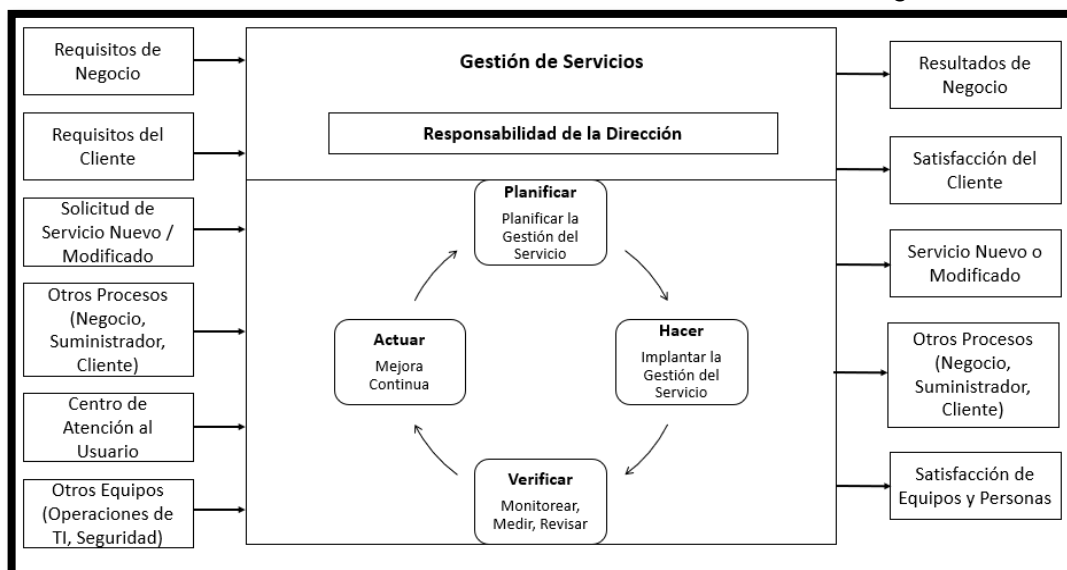 Requisitos de
Negocio
Requisitos del
Cliente
Solicitud de
Servicio Nuevo /
Modificado
Otros Procesos
(Negocio,
Suministrador,
Cliente)
Centro de
Atención al
Usuario
Otros Equipos
(Operaciones de
TI, Seguridad)
Gestión de Servicios
Responsabilidad de la Dirección
Planificar
Planificar la
Gestión del
Servicio
Hacer
Implantar la
Gestión del
Servicio
Verificar
Monitorear,
Medir, Revisar
Actuar
Mejora
Continua
Resultados de
Negocio
Satisfacción del
Cliente
Servicio Nuevo o
Modificado
Otros Procesos
(Negocio,
Suministrador,
Cliente)
Satisfacción de
Equipos y Personas